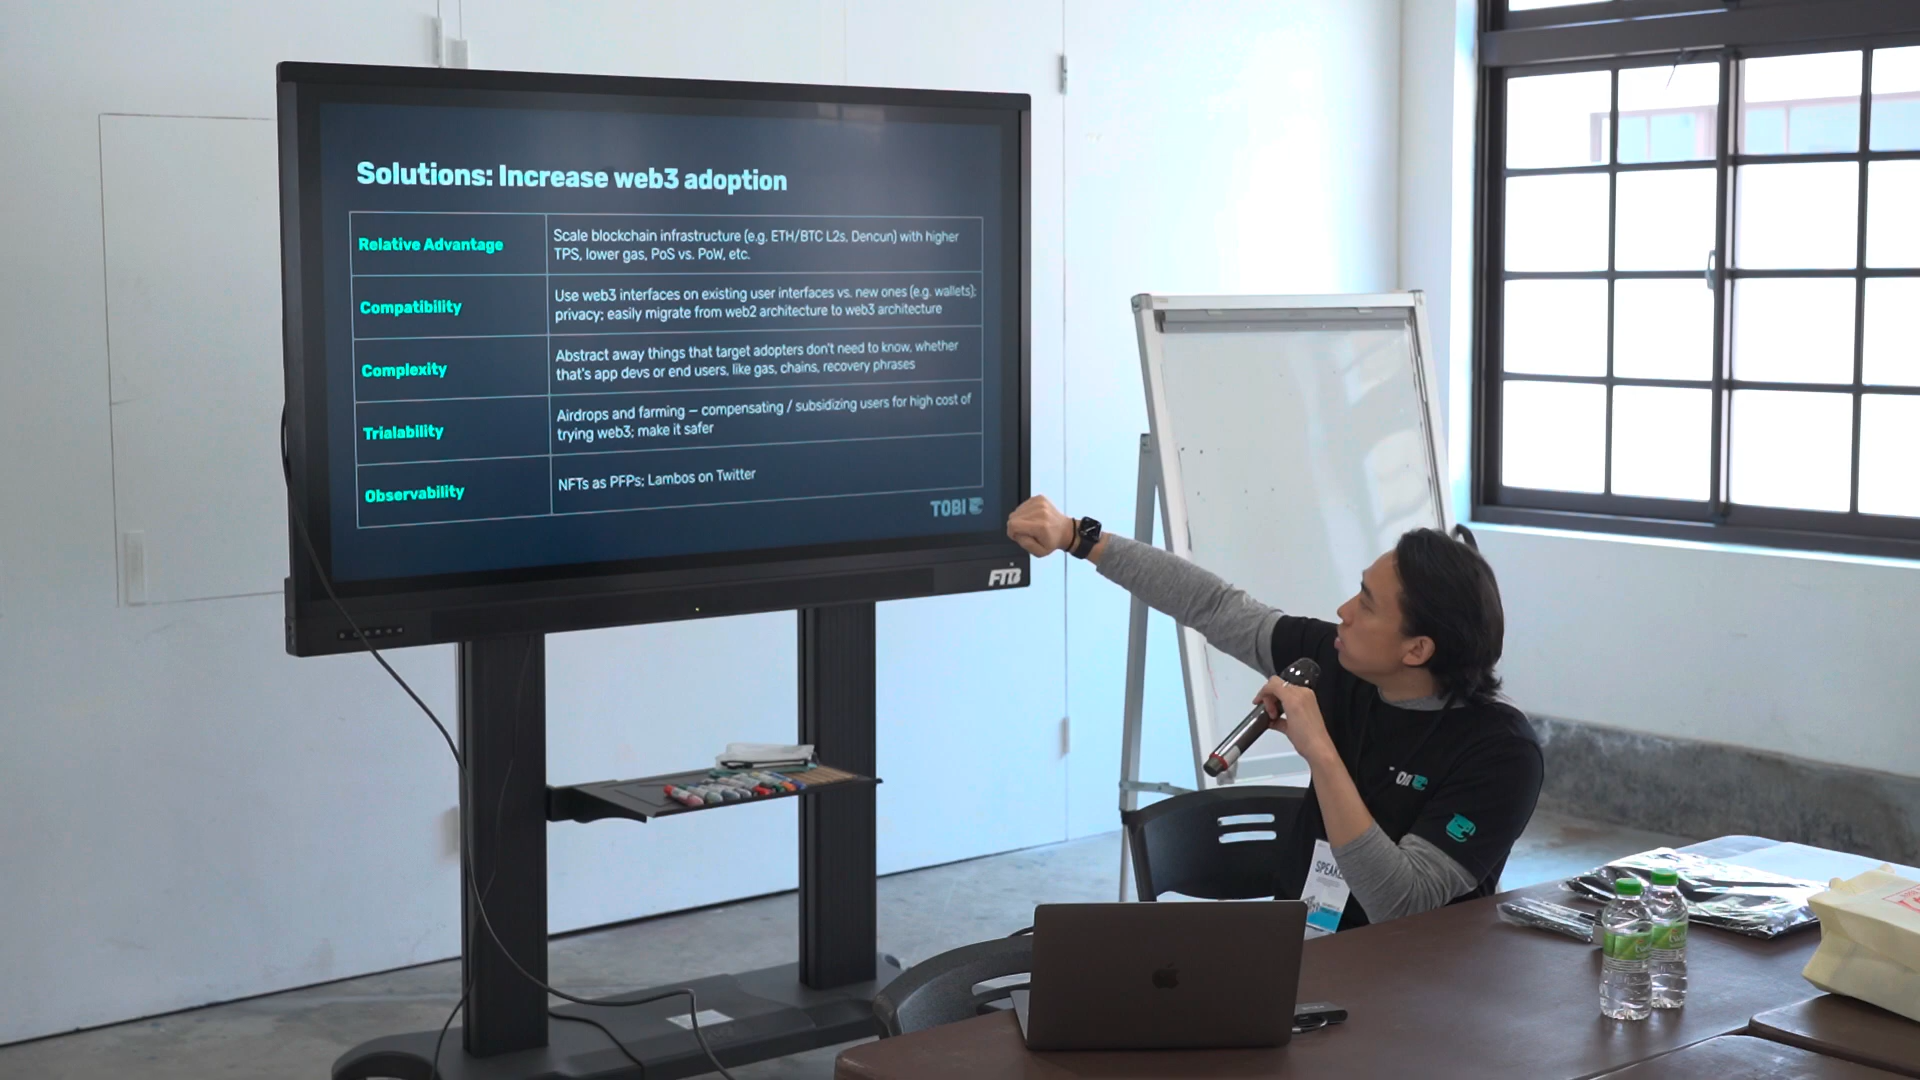 Solutions: Increase web3 adoption
Relative Advantage
Scale blockchain infrastructure (e.g. ETH/BTC L2s, Dencun) with higher
TPS, lower gas, PoS vs. PoW, etc.
Compatibility
Use web3 interfaces on existing user interfaces vs. new ones (e.g. wallets);
privacy; easily migrate from web2 architecture to web3 architecture
Complexity
Abstract away things that target adopters don't need to know, whether
that's app devs or end users, like gas, chains, recovery phrases
Trialability
Airdrops and farming – compensating / subsidizing users for high cost of
trying web3; make it safer
Observability
NFTs as PFPs; Lambos on Twitter
TOBI